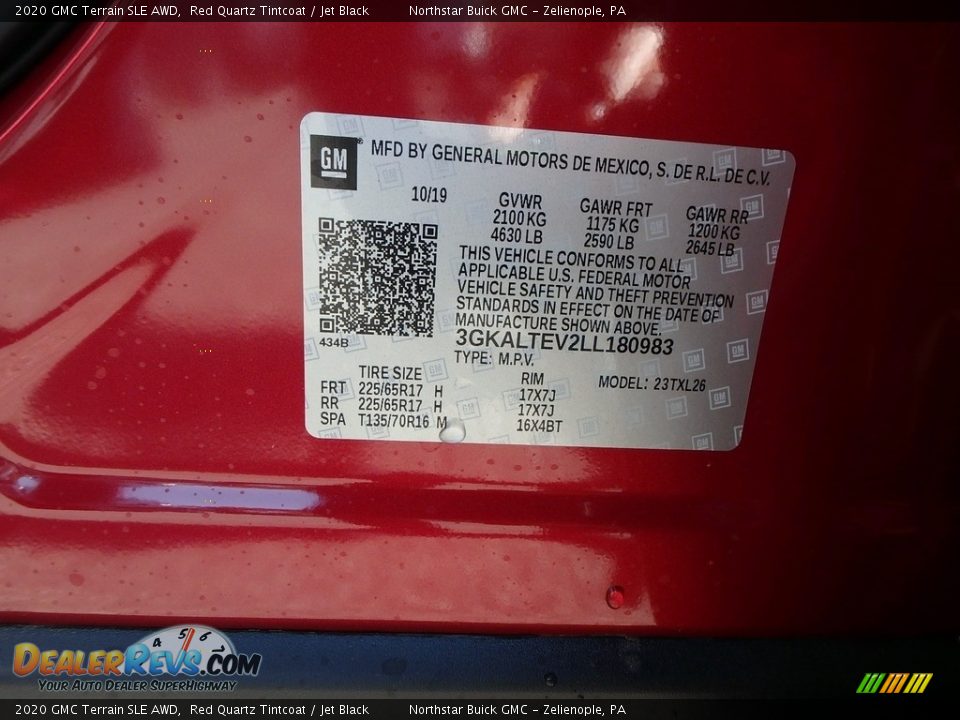 2020 GMC Terrain SLE AWD, Red Quartz Tintcoat / Jet Black Northstar Buick GMC - Zelienople, PA
GM® MFD BY GENERAL MOTORS DE MEXICO, S. DE R.L. DE C.V.
10/19 GVWR GAWR FRT GAWR RR
2100 KG 1175 KG 1200 KG
4630 LB 2590 LB 2645 LB
THIS VEHICLE CONFORMS TO ALL
APPLICABLE U.S. FEDERAL MOTOR
VEHICLE SAFETY AND THEFT PREVENTION
STANDARDS IN EFFECT ON THE DATE OF
MANUFACTURE SHOWN ABOVE.
434B 3GKALTEV2LL180983
TYPE: M.P.V.
TIRE SIZE RIM MODEL: 23TXL26
FRT 225/65R17 H 17X7J
RR 225/65R17 H 17X7J
SPA T135/70R16 M 16X4BT
4 5 6
DEALERREVS.COM
YOUR AUTO DEALER SUPERHIGHWAY
2020 GMC Terrain SLE AWD, Red Quartz Tintcoat / Jet Black Northstar Buick GMC - Zelienople, PA